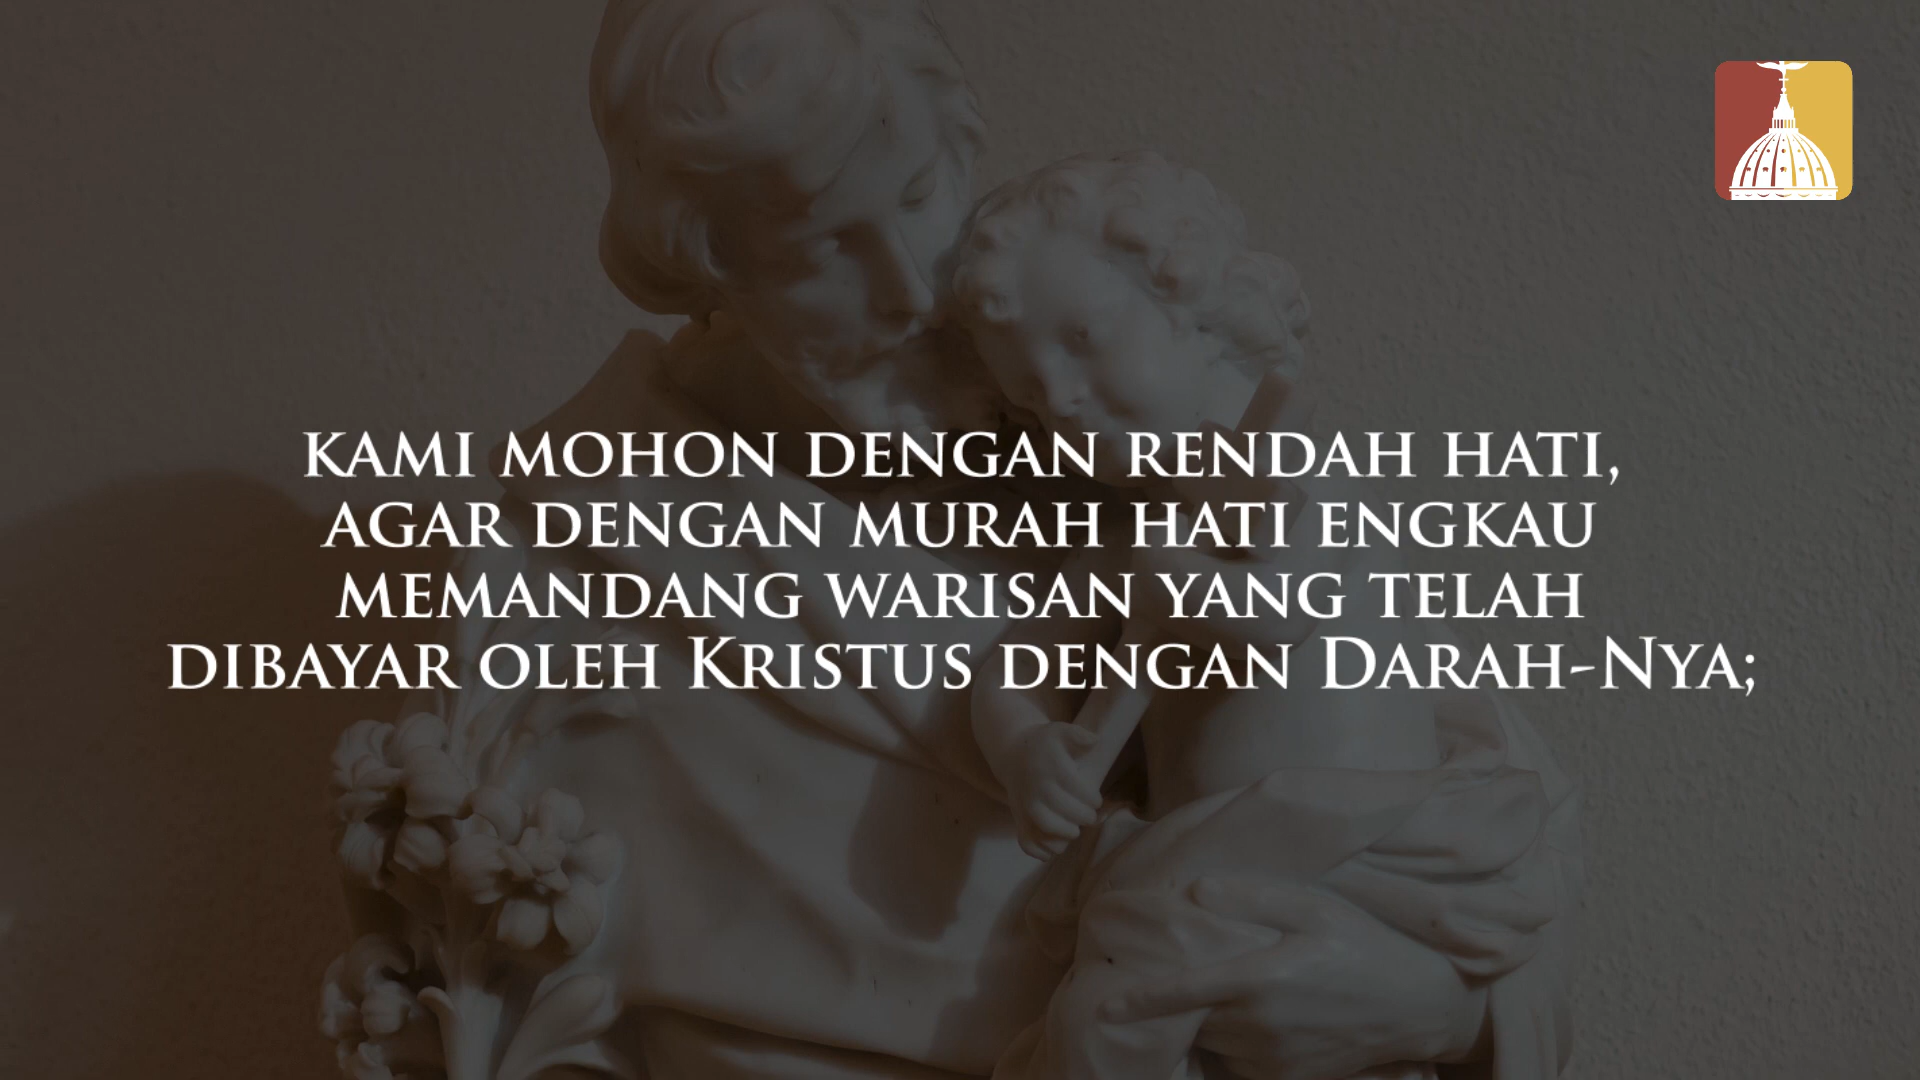 KAMI MOHON DENGAN RENDAH HATI,
AGAR DENGAN MURAH HATI ENGKAU
MEMANDANG WARISAN YANG TELAH
DIBAYAR OLEH KRISTUS DENGAN DARAH-NYA;